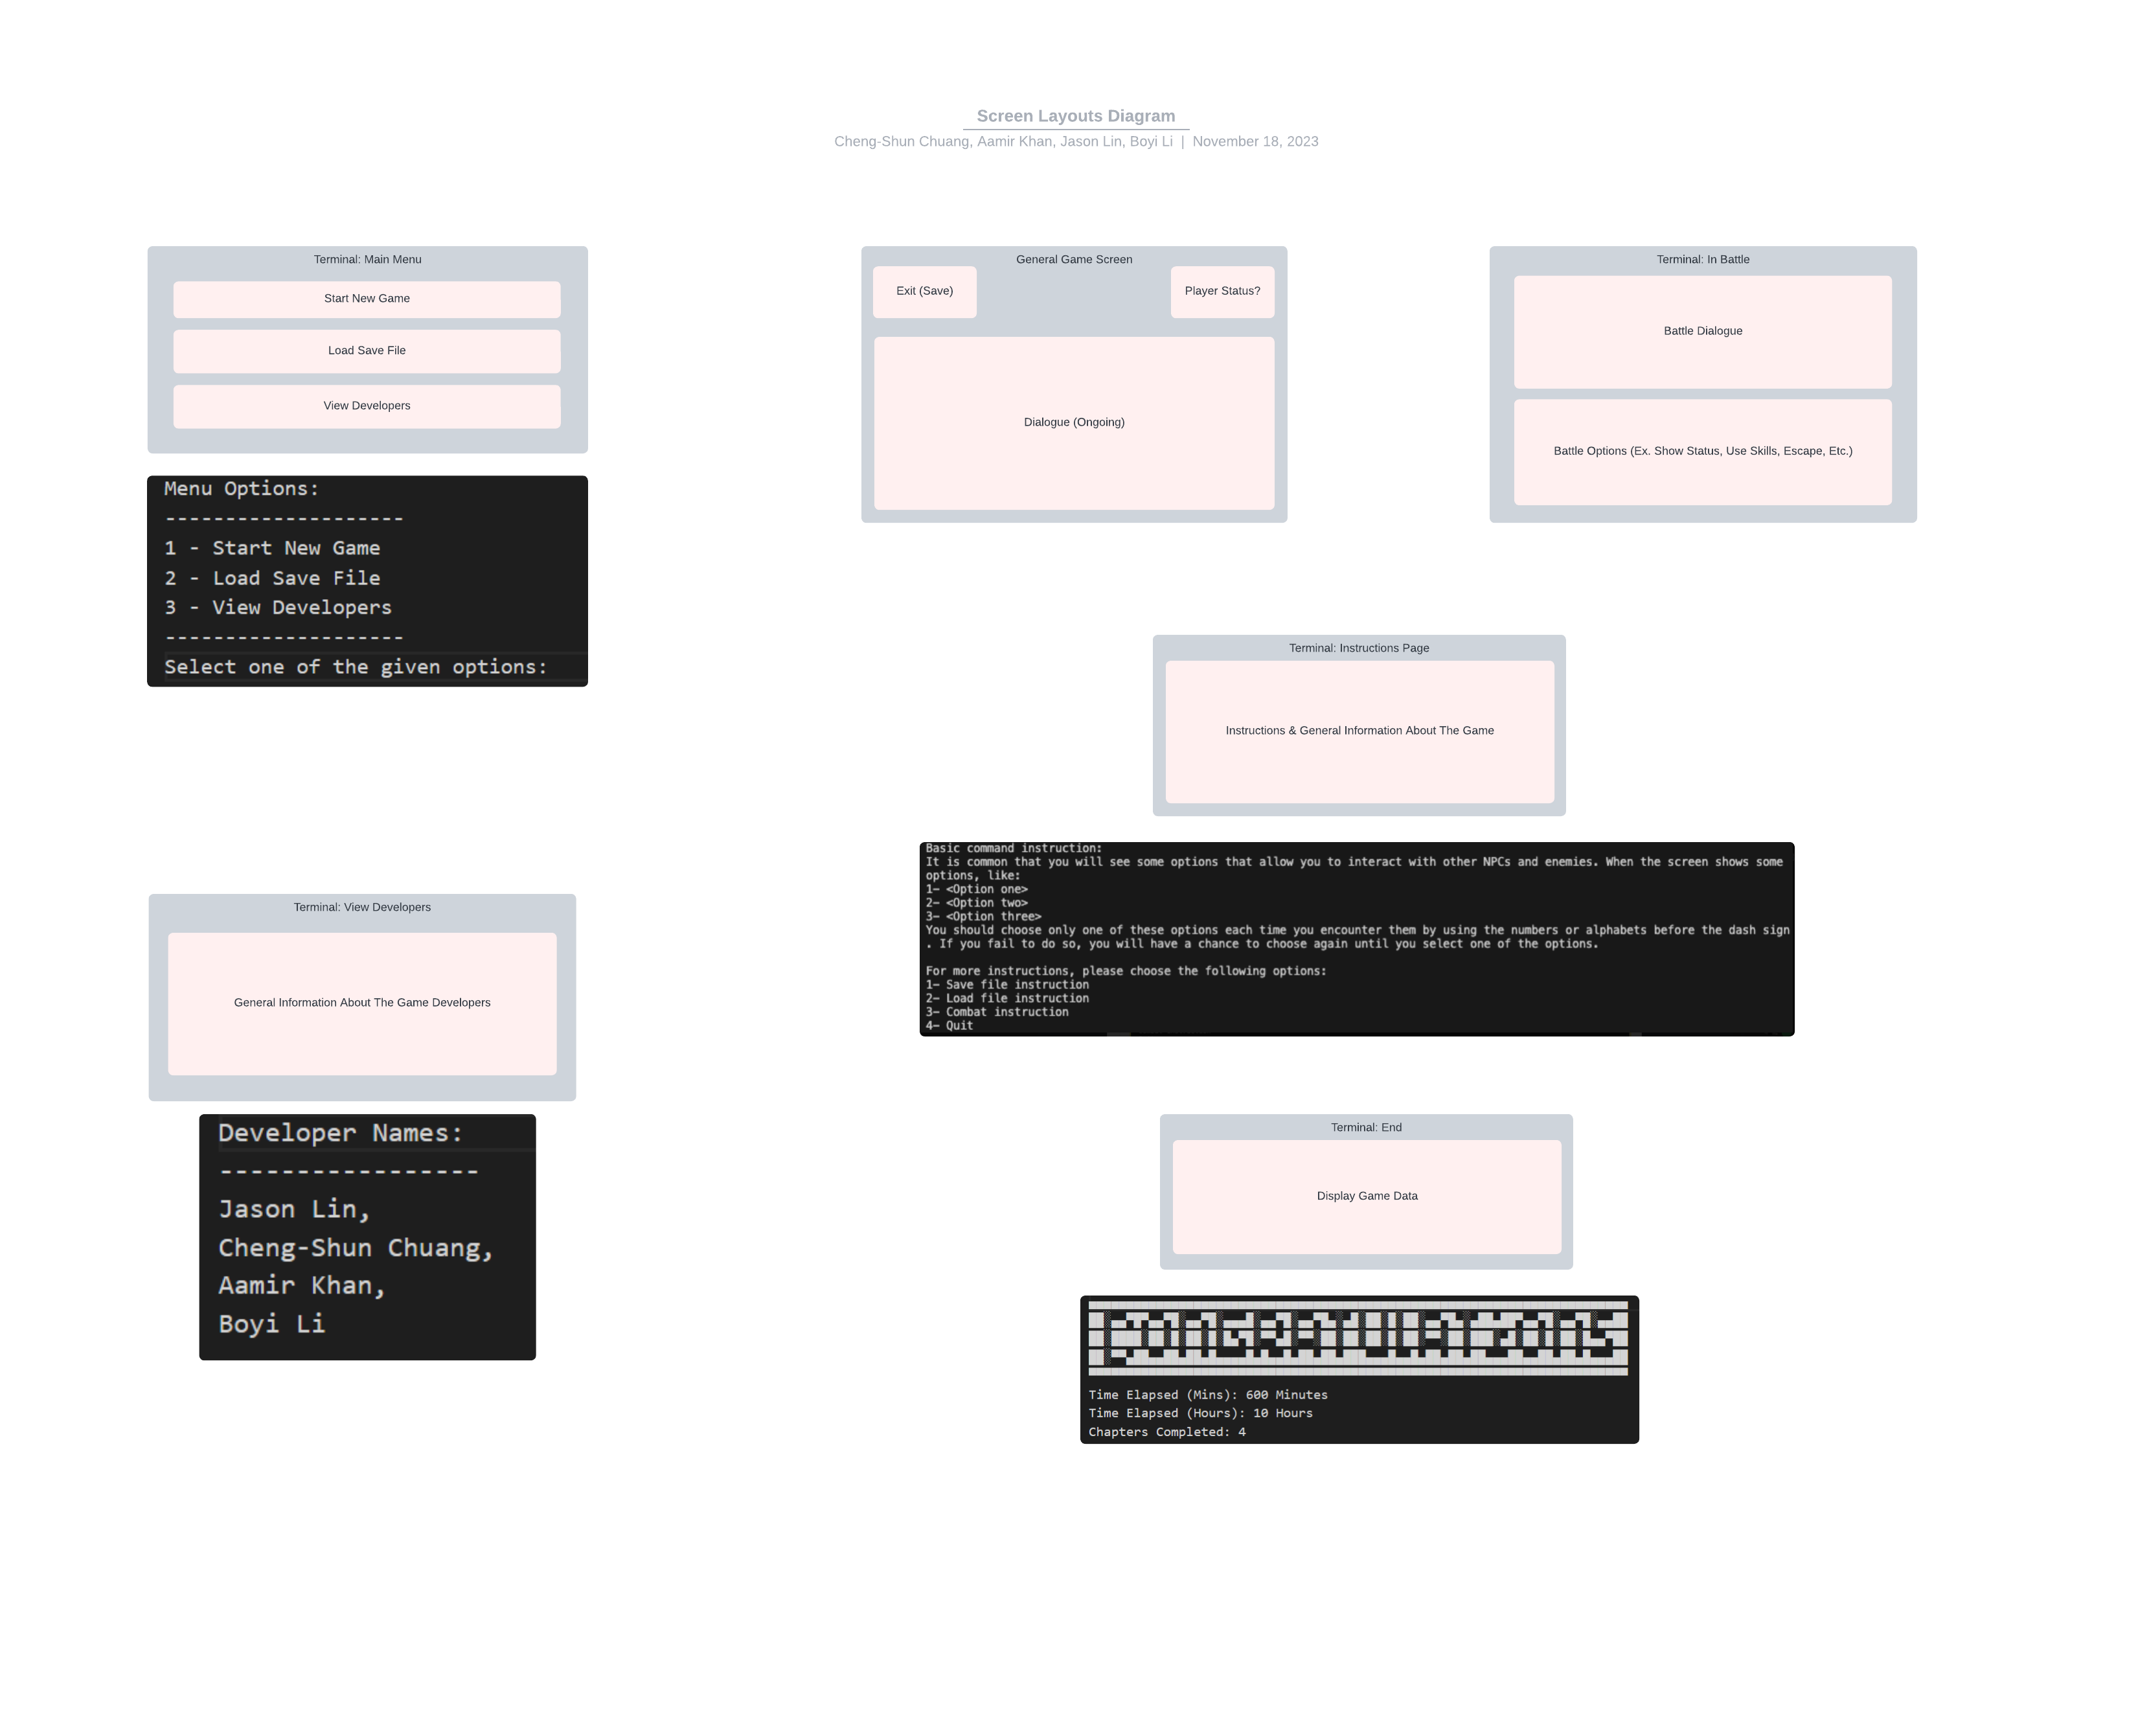 Screen Layouts Diagram
Cheng-Shun Chuang, Aamir Khan, Jason Lin, Boyi Li | November 18, 2023
Terminal: Main Menu
Start New Game
Load Save File
View Developers
Menu Options:
--------------------
1 - Start New Game
2 - Load Save File
3 - View Developers
--------------------
Select one of the given options:
General Game Screen
Exit (Save)
Player Status?
Dialogue (Ongoing)
Terminal: In Battle
Battle Dialogue
Battle Options (Ex. Show Status, Use Skills, Escape, Etc.)
Terminal: Instructions Page
Instructions & General Information About The Game
Basic command instruction:
It is common that you will see some options that allow you to interact with other NPCs and enemies. When the screen shows some
options, like:
1- <Option one>
2- <Option two>
3- <Option three>
You should choose only one of these options each time you encounter them by using the numbers or alphabets before the dash sign
. If you fail to do so, you will have a chance to choose again until you select one of the options.
For more instructions, please choose the following options:
1- Save file instruction
2- Load file instruction
3- Combat instruction
4- Quit
Terminal: View Developers
General Information About The Game Developers
Developer Names:
-----------------
Jason Lin,
Cheng-Shun Chuang,
Aamir Khan,
Boyi Li
Terminal: End
Display Game Data
Time Elapsed (Mins): 600 Minutes
Time Elapsed (Hours): 10 Hours
Chapters Completed: 4